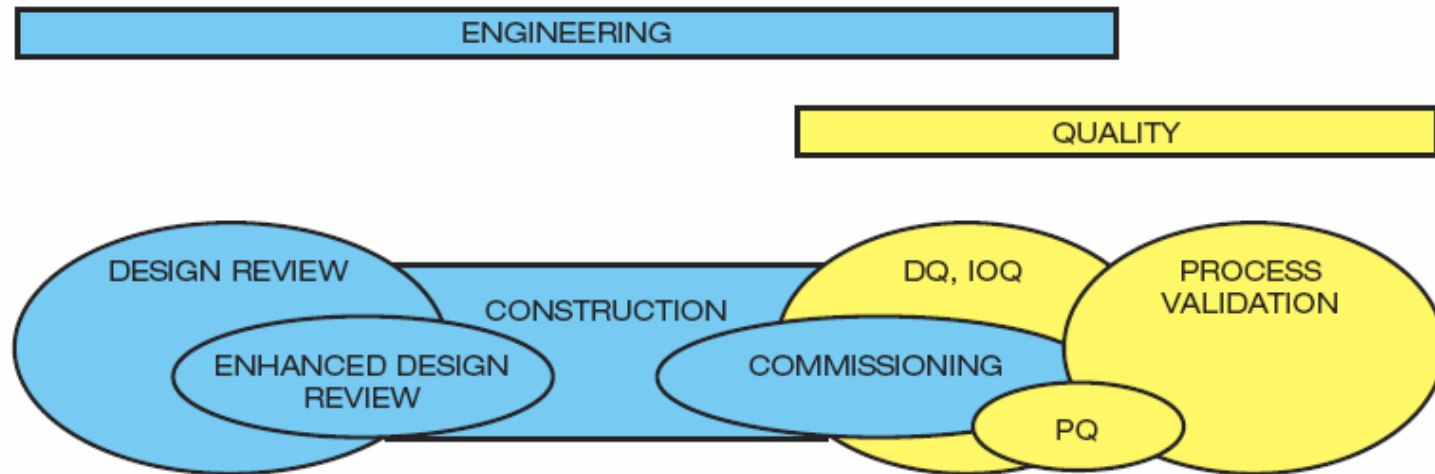 ENGINEERING
QUALITY
DESIGN REVIEW
CONSTRUCTION
ENHANCED DESIGN
REVIEW
COMMISSIONING
DQ, IOQ
PQ
PROCESS
VALIDATION